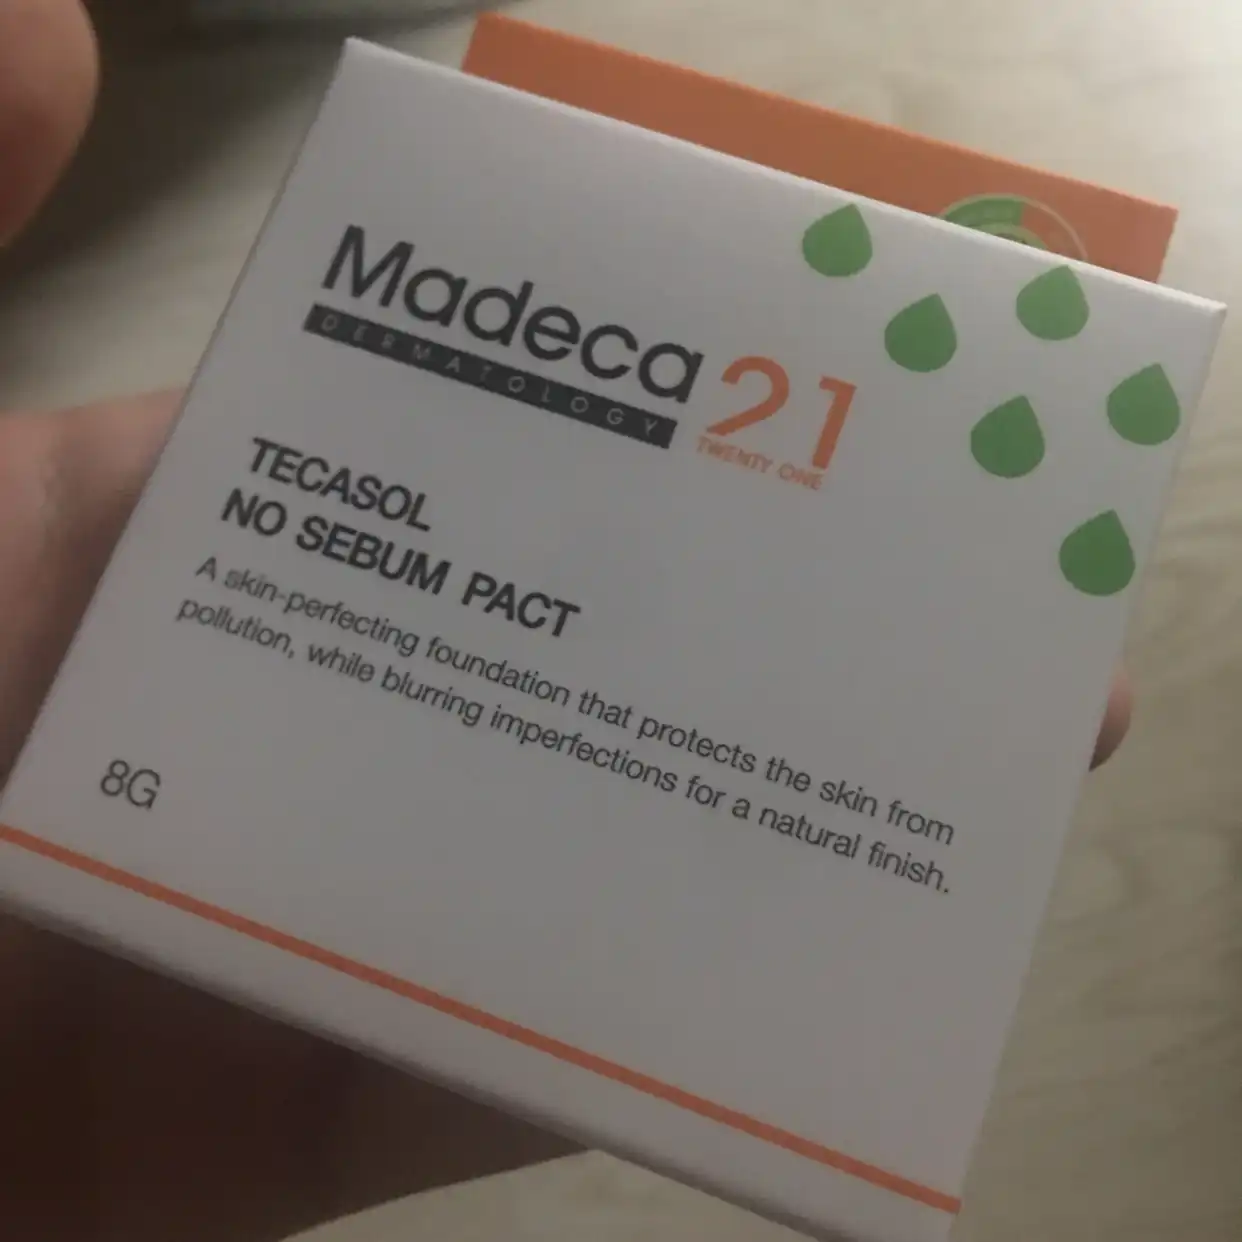 Madeca
DERMATOLOGY
21
TWENTY ONE
TECASOL
NO SEBUM PACT
A skin-perfecting foundation that protects the skin from
pollution, while blurring imperfections for a natural finish.
8G